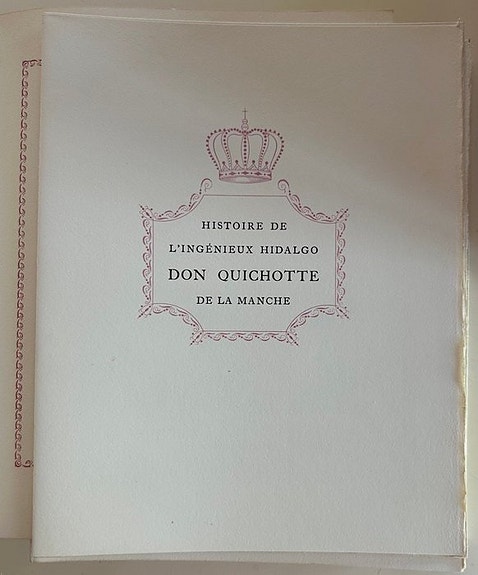 HISTOIRE DE
L'INGÉNIEUX HIDALGO
DON QUICHOTTE
DE LA MANCHE